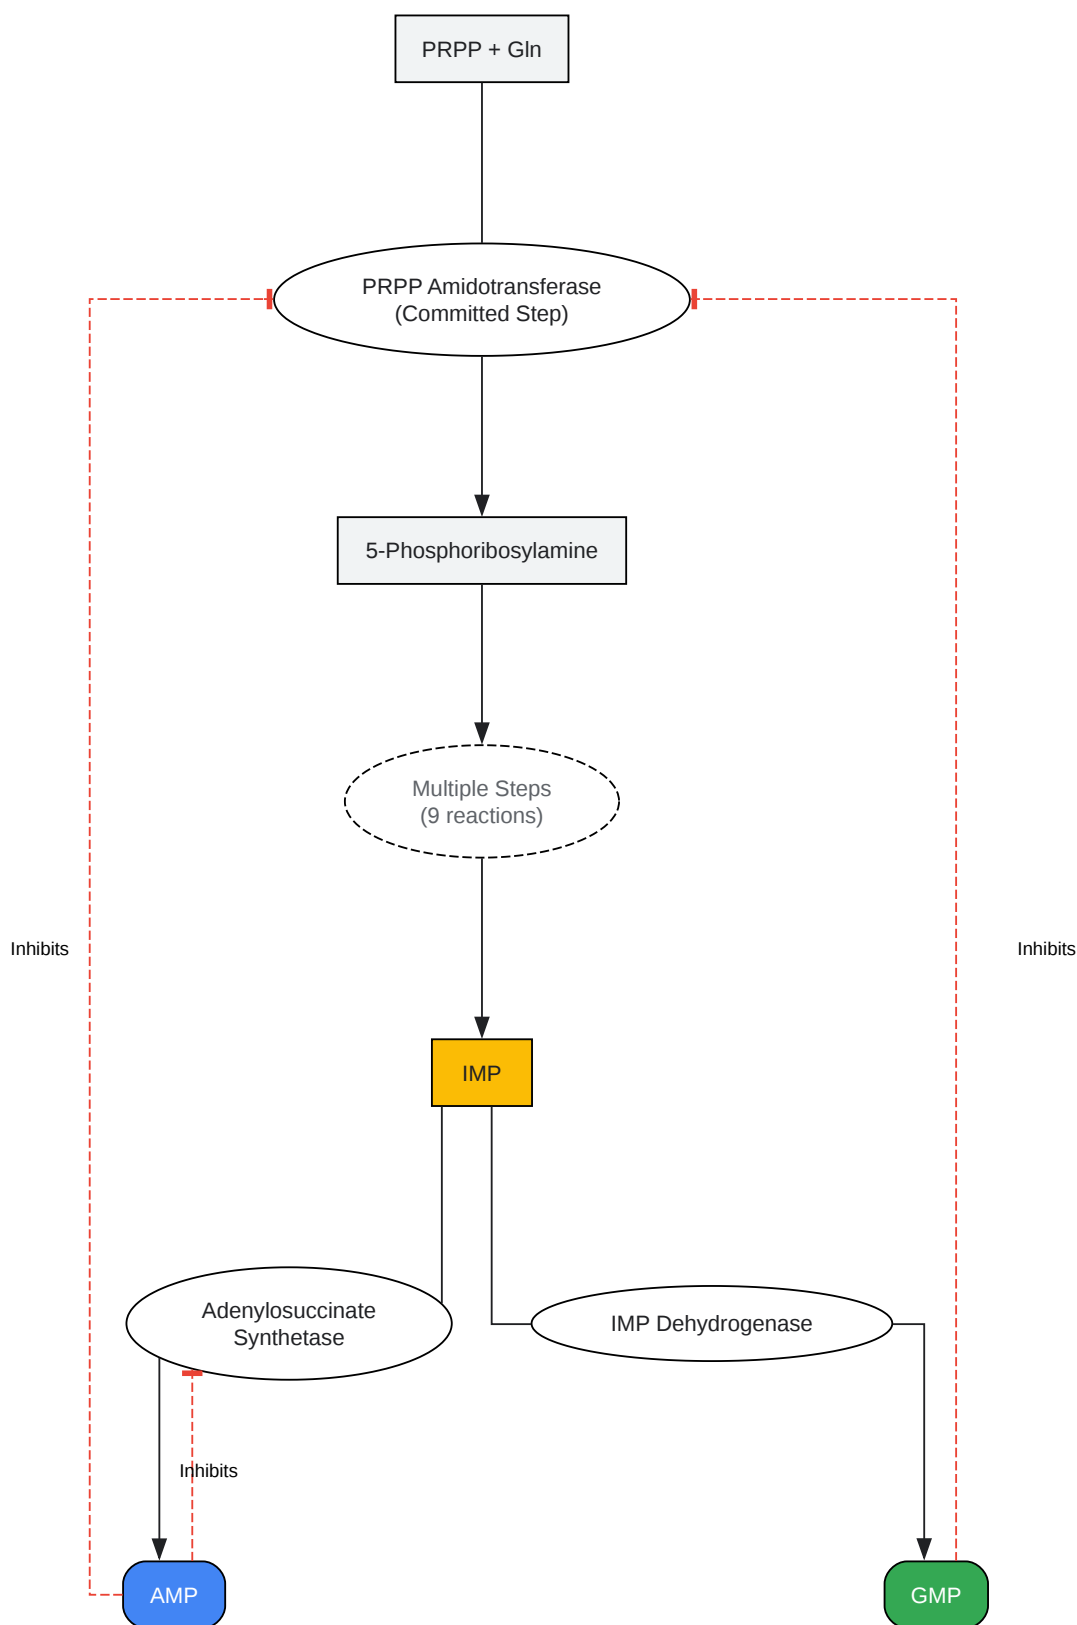 PRPP + Gln
PRPP Amidotransferase
(Committed Step)
5-Phosphoribosylamine
Multiple Steps
(9 reactions)
Inhibits
Inhibits
IMP
Adenylosuccinate
Synthetase
IMP Dehydrogenase
Inhibits
AMP
GMP